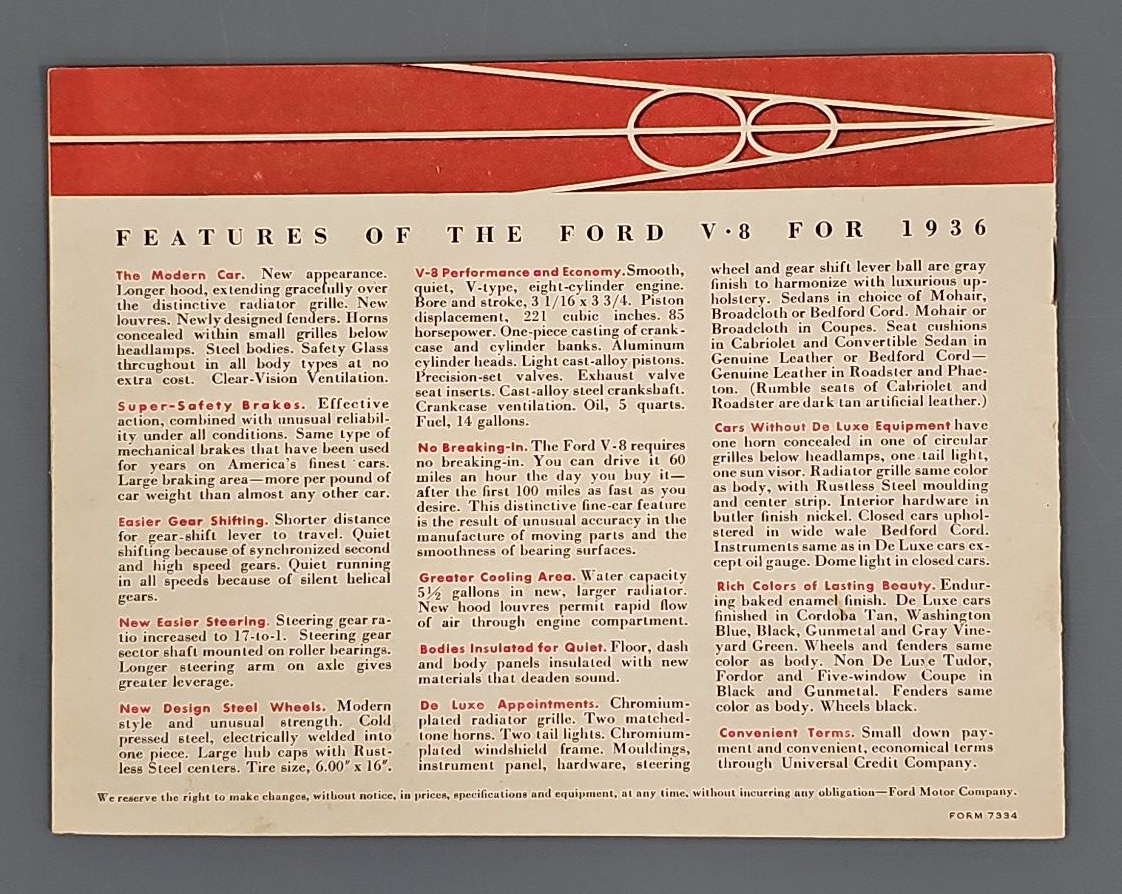 FEATURES OF THE FORD V·8 FOR 1936
The Modern Car. New appearance.
Longer hood, extending gracefully over
the distinctive radiator grille. New
louvres. Newly designed fenders. Horns
concealed within small grilles below
headlamps. Steel bodies. Safety Glass
throughout in all body types at no
extra cost. Clear-Vision Ventilation.
Super-Safety Brakes. Effective
action, combined with unusual reliabil-
ity under all conditions. Same type of
mechanical brakes that have been used
for years on America's finest cars.
Large braking area—more per pound of
car weight than almost any other car.
Easier Gear Shifting. Shorter distance
for gear-shift lever to travel. Quiet
shifting because of synchronized second
and high speed gears. Quiet running
in all speeds because of silent helical
gears.
New Easier Steering. Steering gear ra-
tio increased to 17-to-1. Steering gear
sector shaft mounted on roller bearings.
Longer steering arm on axle gives
greater leverage.
New Design Steel Wheels. Modern
style and unusual strength. Cold
pressed steel, electrically welded into
one piece. Large hub caps with Rust-
less Steel centers. Tire size, 6.00" x 16".
V-8 Performance and Economy. Smooth,
quiet, V-type, eight-cylinder engine.
Bore and stroke, 3 1/16 x 3 3/4. Piston
displacement, 221 cubic inches. 85
horsepower. One-piece casting of crank-
case and cylinder banks. Aluminum
cylinder heads. Light cast-alloy pistons.
Precision-set valves. Exhaust valve
seat inserts. Cast-alloy steel crankshaft.
Crankcase ventilation. Oil, 5 quarts.
Fuel, 14 gallons.
No Breaking-In. The Ford V-8 requires
no breaking-in. You can drive it 60
miles an hour the day you buy it—
after the first 100 miles as fast as you
desire. This distinctive fine-car feature
is the result of unusual accuracy in the
manufacture of moving parts and the
smoothness of bearing surfaces.
Greater Cooling Area. Water capacity
5½ gallons in new, larger radiator.
New hood louvres permit rapid flow
of air through engine compartment.
Bodies Insulated for Quiet. Floor, dash
and body panels insulated with new
materials that deaden sound.
De Luxe Appointments. Chromium-
plated radiator grille. Two matched-
tone horns. Two tail lights. Chromium-
plated windshield frame. Mouldings,
instrument panel, hardware, steering
wheel and gear shift lever ball are gray
finish to harmonize with luxurious up-
holstery. Sedans in choice of Mohair,
Broadcloth or Bedford Cord. Mohair or
Broadcloth in Coupes. Seat cushions
in Cabriolet and Convertible Sedan in
Genuine Leather or Bedford Cord—
Genuine Leather in Roadster and Phae-
ton. (Rumble seats of Cabriolet and
Roadster are dark tan artificial leather.)
Cars Without De Luxe Equipment have
one horn concealed in one of circular
grilles below headlamps, one tail light,
one sun visor. Radiator grille same color
as body, with Rustless Steel moulding
and center strip. Interior hardware in
butler finish nickel. Closed cars uphol-
stered in wide wale Bedford Cord.
Instruments same as in De Luxe cars ex-
cept oil gauge. Dome light in closed cars.
Rich Colors of Lasting Beauty. Endur-
ing baked enamel finish. De Luxe cars
finished in Cordoba Tan, Washington
Blue, Black, Gunmetal and Gray Vine-
yard Green. Wheels and fenders same
color as body. Non De Luxe Tudor,
Fordor and Five-window Coupe in
Black and Gunmetal. Fenders same
color as body. Wheels black.
Convenient Terms. Small down pay-
ment and convenient, economical terms
through Universal Credit Company.
We reserve the right to make changes, without notice, in prices, specifications and equipment, at any time, without incurring any obligation—Ford Motor Company.
FORM 7334